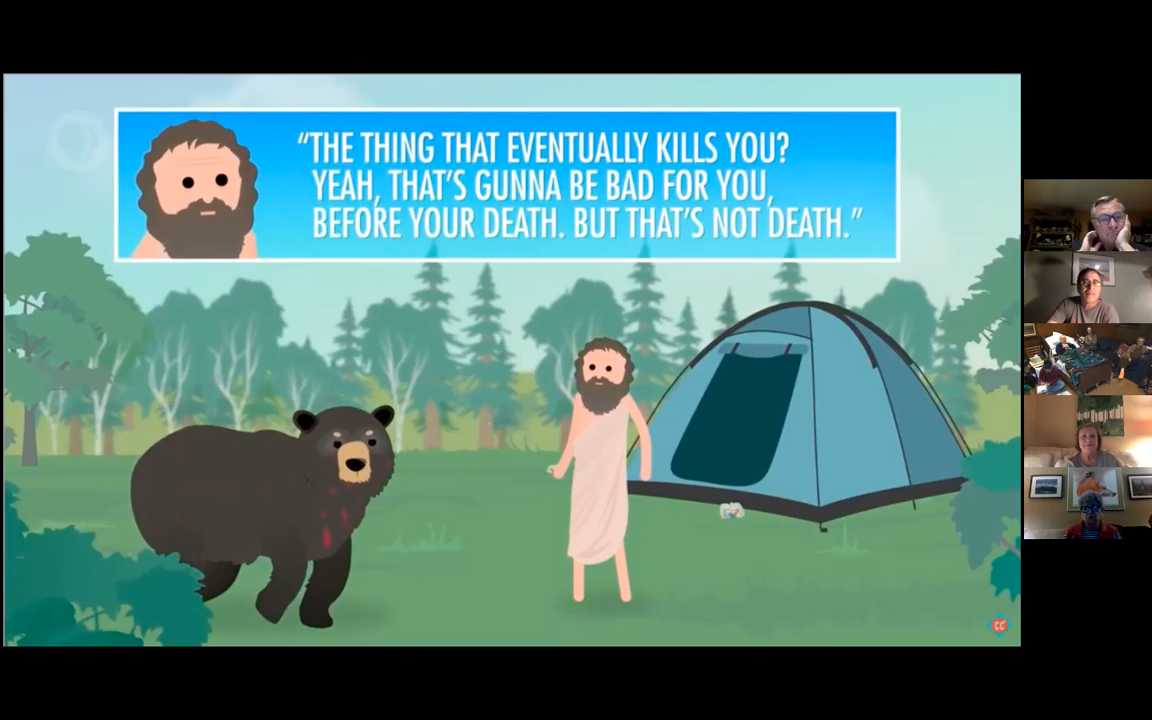 “THE THING THAT EVENTUALLY KILLS YOU?
YEAH, THAT’S GUNNA BE BAD FOR YOU,
BEFORE YOUR DEATH. BUT THAT’S NOT DEATH.”
CC